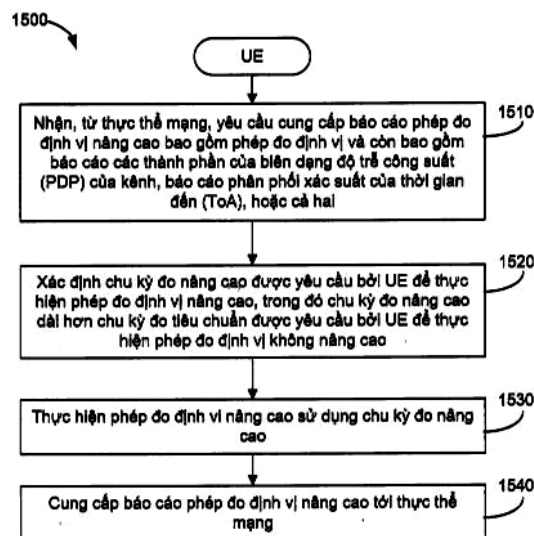 1500
UE
1510
Nhận, từ thực thể mạng, yêu cầu cung cấp báo cáo phép đo
định vị nâng cao bao gồm phép đo định vị và còn bao gồm
báo cáo các thành phần của biên dạng độ trễ công suất
(PDP) của kênh, báo cáo phân phối xác suất của thời gian
đến (ToA), hoặc cả hai
1520
Xác định chu kỳ đo nâng cao được yêu cầu bởi UE để thực
hiện phép đo định vị nâng cao, trong đó chu kỳ đo nâng cao
dài hơn chu kỳ đo tiêu chuẩn được yêu cầu bởi UE để thực
hiện phép đo định vị không nâng cao
1530
Thực hiện phép đo định vi nâng cao sử dụng chu kỳ đo nâng
cao
1540
Cung cấp báo cáo phép đo định vị nâng cao tới thực thể
mạng